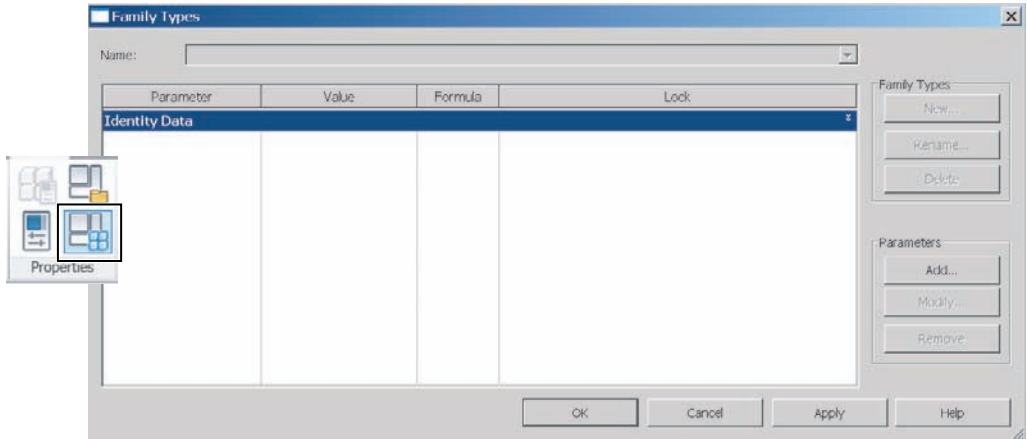 Family Types
Name:
Parameter Value Formula Lock
Identity Data
Family Types
New...
Rename...
Delete
Properties
Parameters
Add...
Modify...
Remove
OK Cancel Apply Help